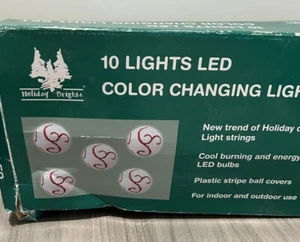 Holiday Brights
10 LIGHTS LED
COLOR CHANGING LIGH
New trend of Holiday d
Light strings
Cool burning and energy
LED bulbs
Plastic stripe ball covers
For indoor and outdoor use